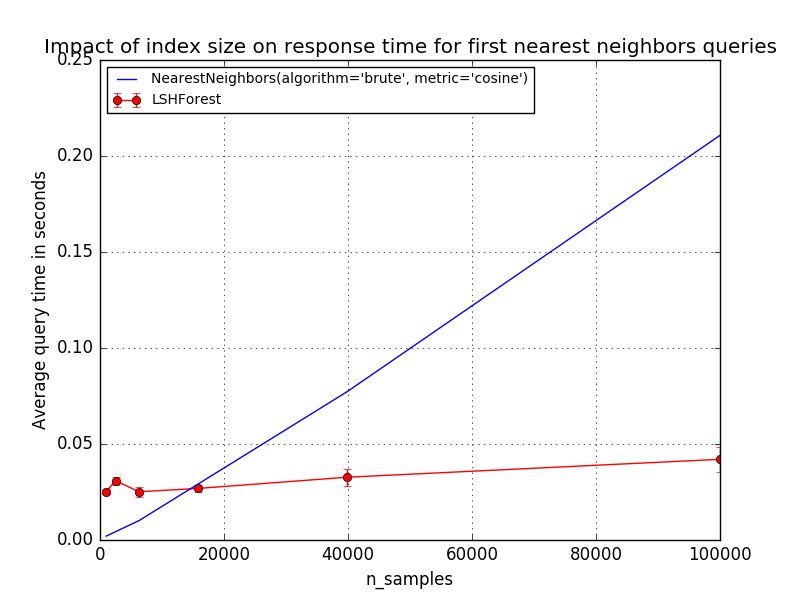 Impact of index size on response time for first nearest neighbors queries
NearestNeighbors(algorithm='brute', metric='cosine')
LSHForest
0.25
0.20
0.15
0.10
0.05
0.00
Average query time in seconds
0 20000 40000 60000 80000 100000
n_samples